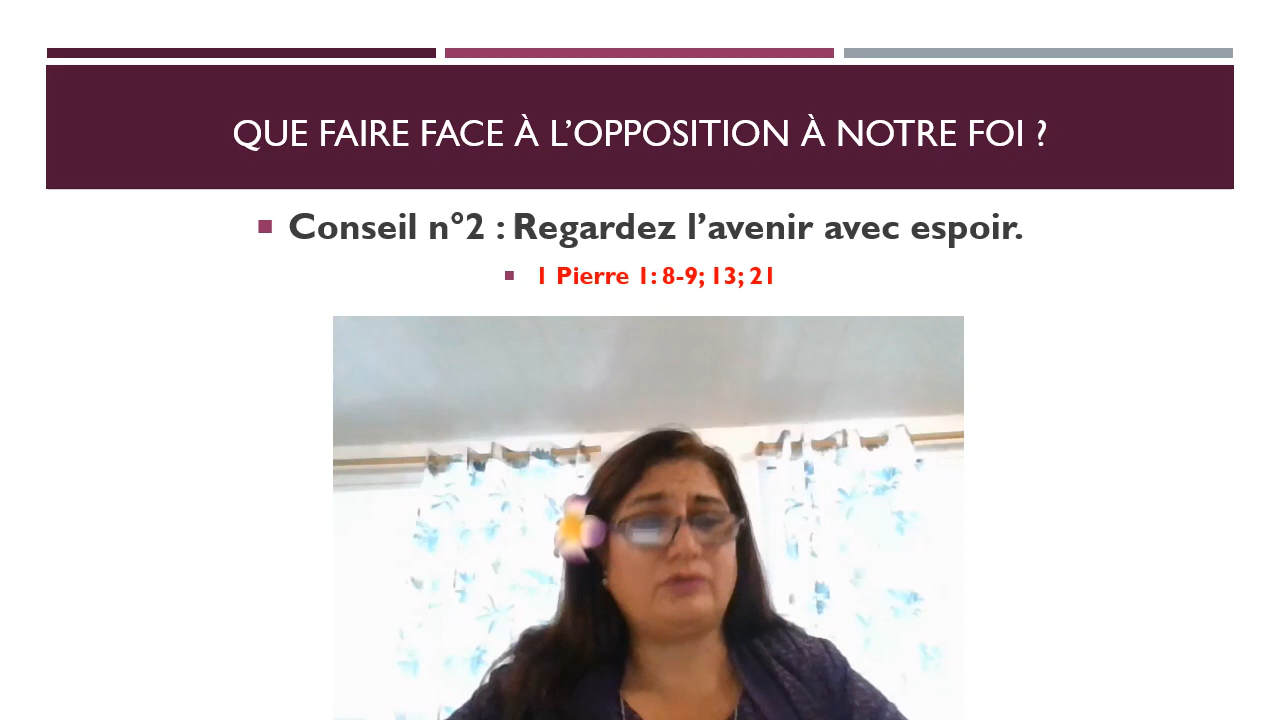 QUE FAIRE FACE À L’OPPOSITION À NOTRE FOI ?
Conseil n°2 : Regardez l’avenir avec espoir.
1 Pierre 1: 8-9; 13; 21